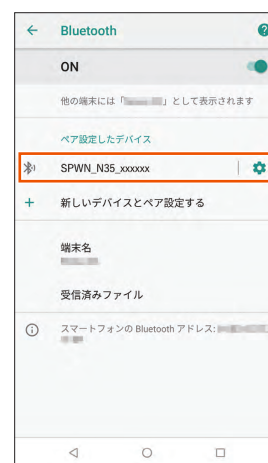 Bluetooth
ON
他の端末には「」として表示されます
ペア設定したデバイス
SPWN_N35_xxxxxx
新しいデバイスとペア設定する
端末名
受信済みファイル
スマートフォンの Bluetooth アドレス: